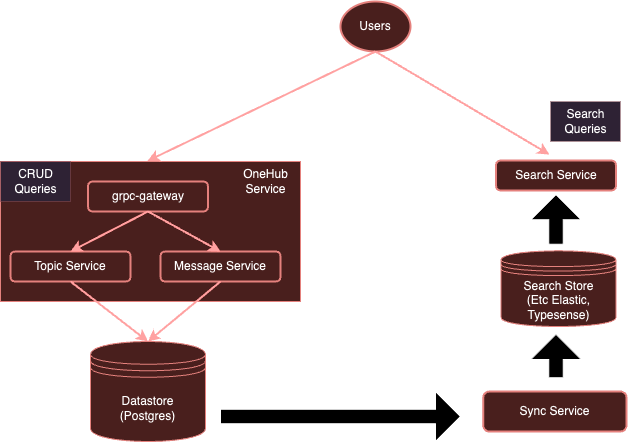 Users
Search
Queries
CRUD
Queries
OneHub
Service
grpc-gateway
Search Service
Topic Service
Message Service
Search Store
(Etc Elastic,
Typesense)
Datastore
(Postgres)
Sync Service